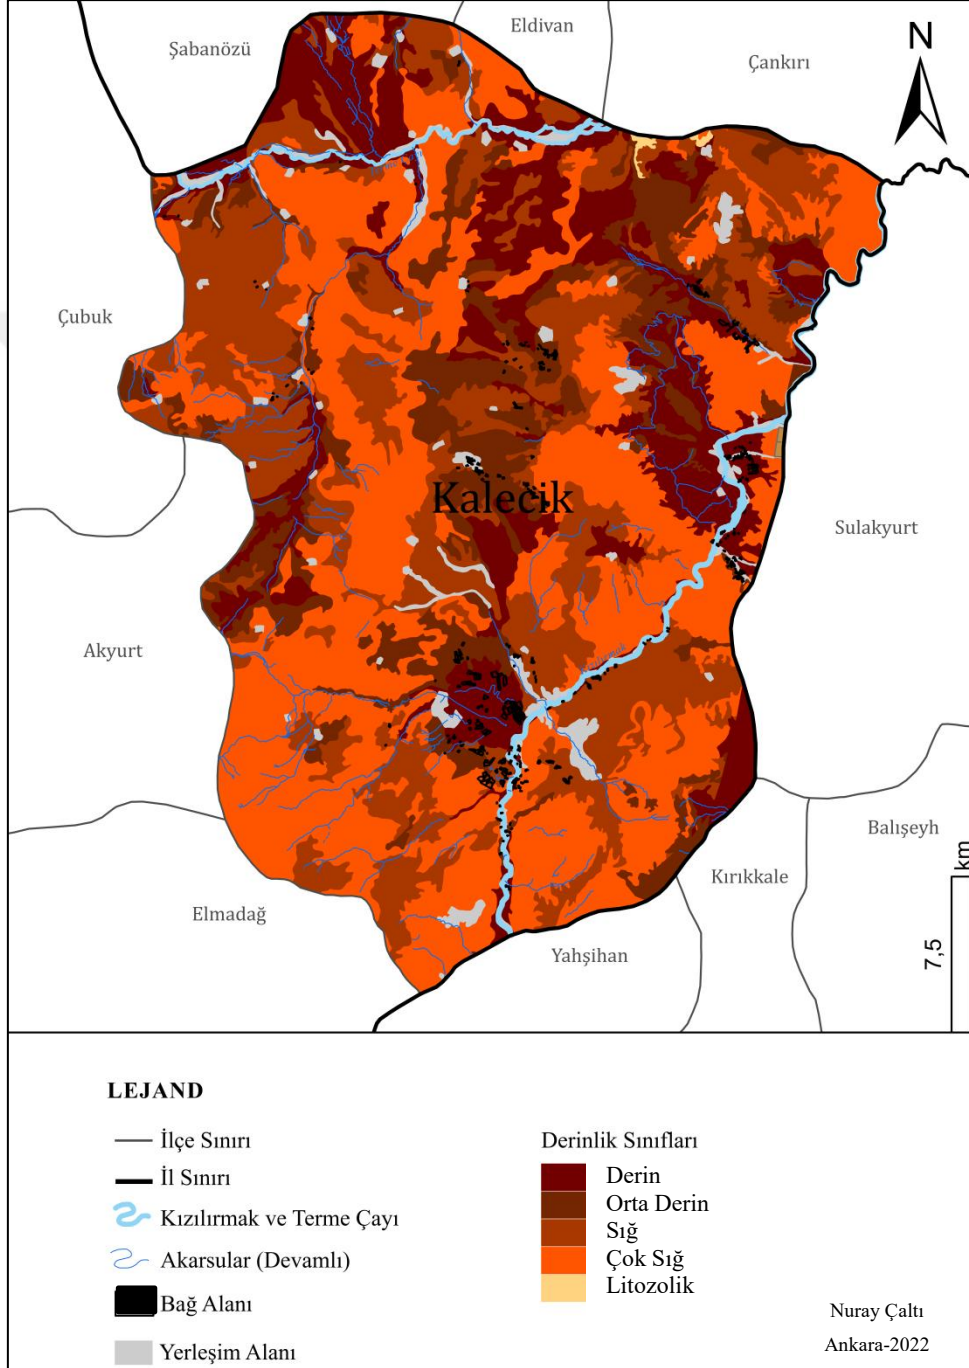 Eldivan
Şabanözü
Çankırı
N
Çubuk
Kalecik
Sulakyurt
Akyurt
Kızılırmak
Balışeyh
Kırıkkale
Elmadağ
Yahşihan
km
7,5
LEJAND
İlçe Sınırı
İl Sınırı
Kızılırmak ve Terme Çayı
Akarsular (Devamlı)
Bağ Alanı
Yerleşim Alanı
Derinlik Sınıfları
Derin
Orta Derin
Sığ
Çok Sığ
Litozolik
Nuray Çaltı
Ankara-2022